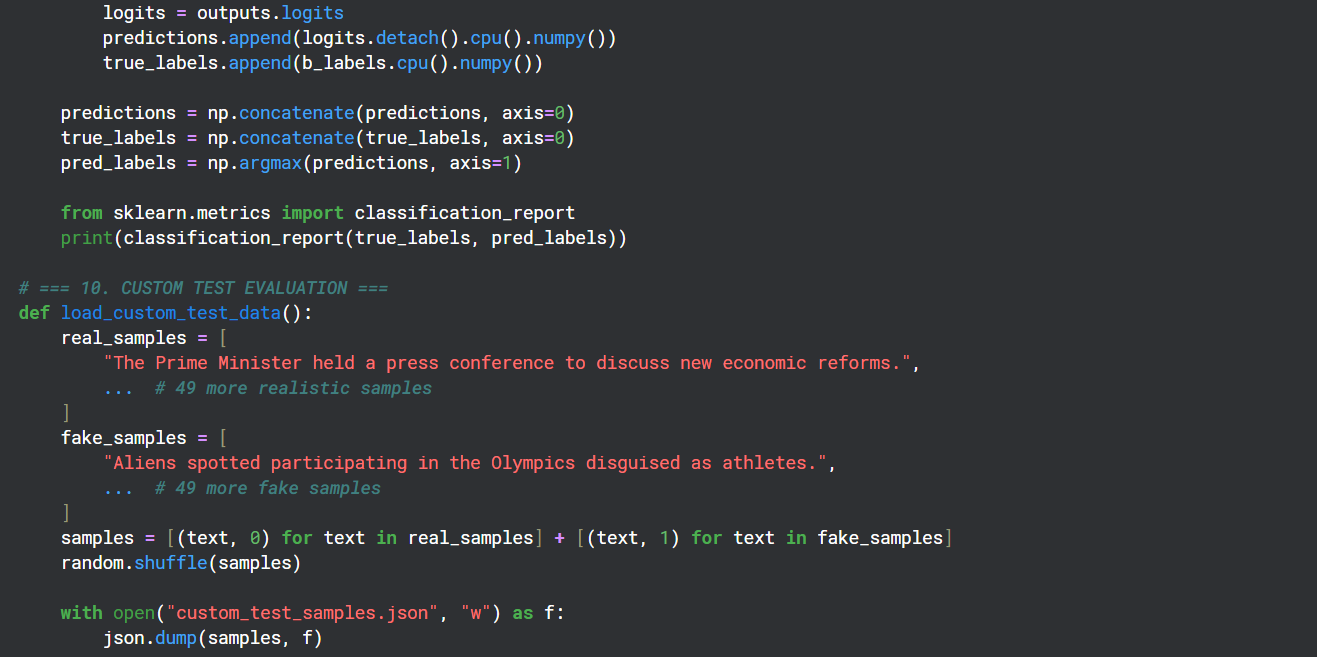 logits = outputs.logits
predictions.append(logits.detach().cpu().numpy())
true_labels.append(b_labels.cpu().numpy())
predictions = np.concatenate(predictions, axis=0)
true_labels = np.concatenate(true_labels, axis=0)
pred_labels = np.argmax(predictions, axis=1)
from sklearn.metrics import classification_report
print(classification_report(true_labels, pred_labels))
# === 10. CUSTOM TEST EVALUATION ===
def load_custom_test_data():
real_samples = [
"The Prime Minister held a press conference to discuss new economic reforms.",
... # 49 more realistic samples
]
fake_samples = [
"Aliens spotted participating in the Olympics disguised as athletes.",
... # 49 more fake samples
]
samples = [(text, 0) for text in real_samples] + [(text, 1) for text in fake_samples]
random.shuffle(samples)
with open("custom_test_samples.json", "w") as f:
json.dump(samples, f)